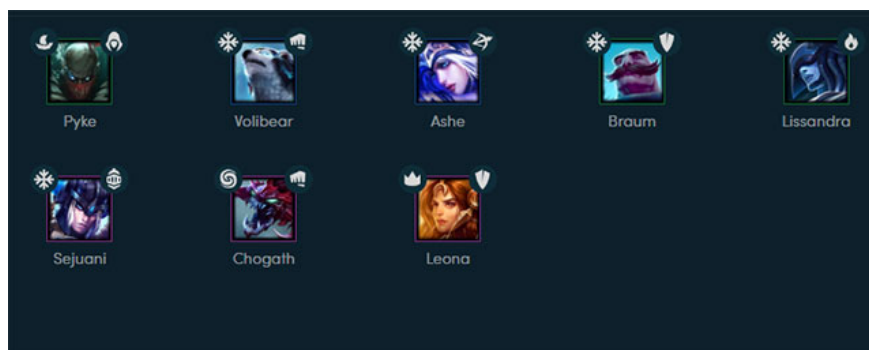 Pyke
Volibear
Ashe
Braum
Lissandra
Sejuani
Chogath
Leona